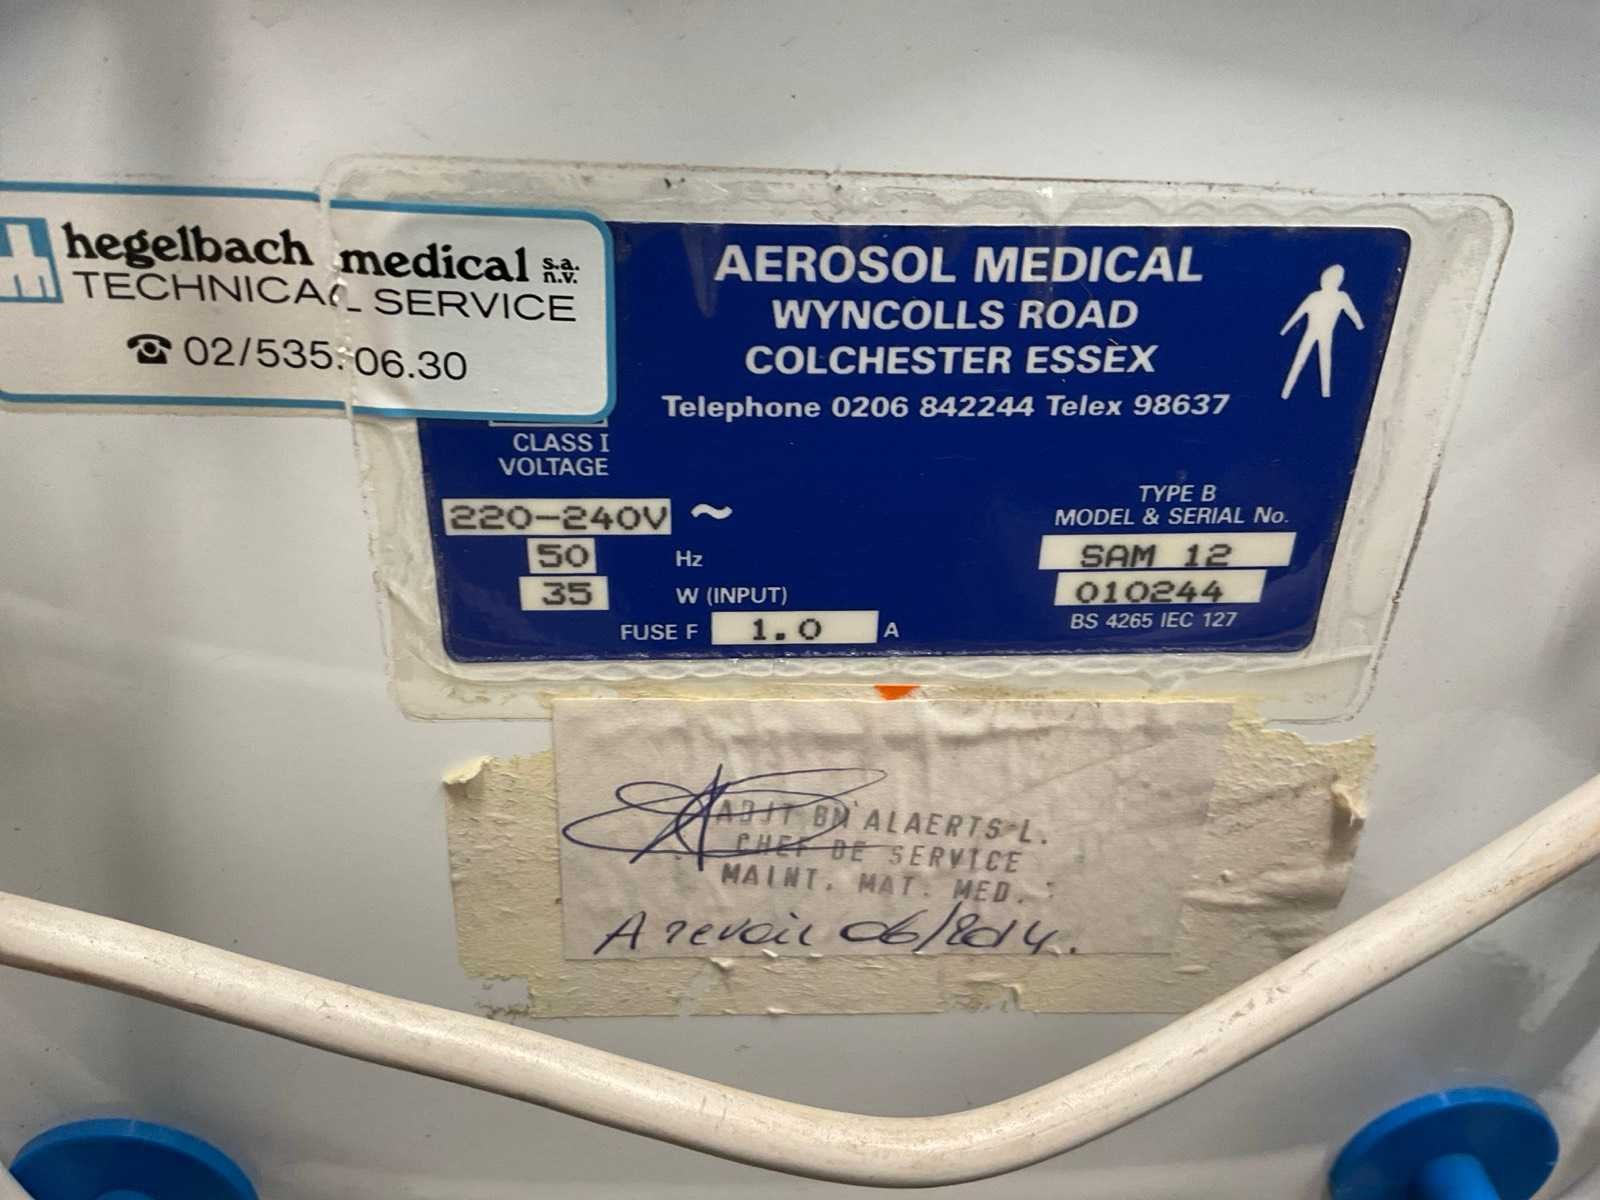 hegelbach medical s.a. n.v.
TECHNICAL SERVICE
02/535.06.30
AEROSOL MEDICAL
WYNCOLLS ROAD
COLCHESTER ESSEX
Telephone 0206 842244 Telex 98637
CLASS I
VOLTAGE
220-240V ~
50 Hz
35 W (INPUT)
FUSE F 1.0 A
TYPE B
MODEL & SERIAL No.
SAM 12
010244
BS 4265 IEC 127
ADJT BM ALAERTS L.
CHEF DE SERVICE
MAINT. MAT. MED.
A revoir 06/2014.